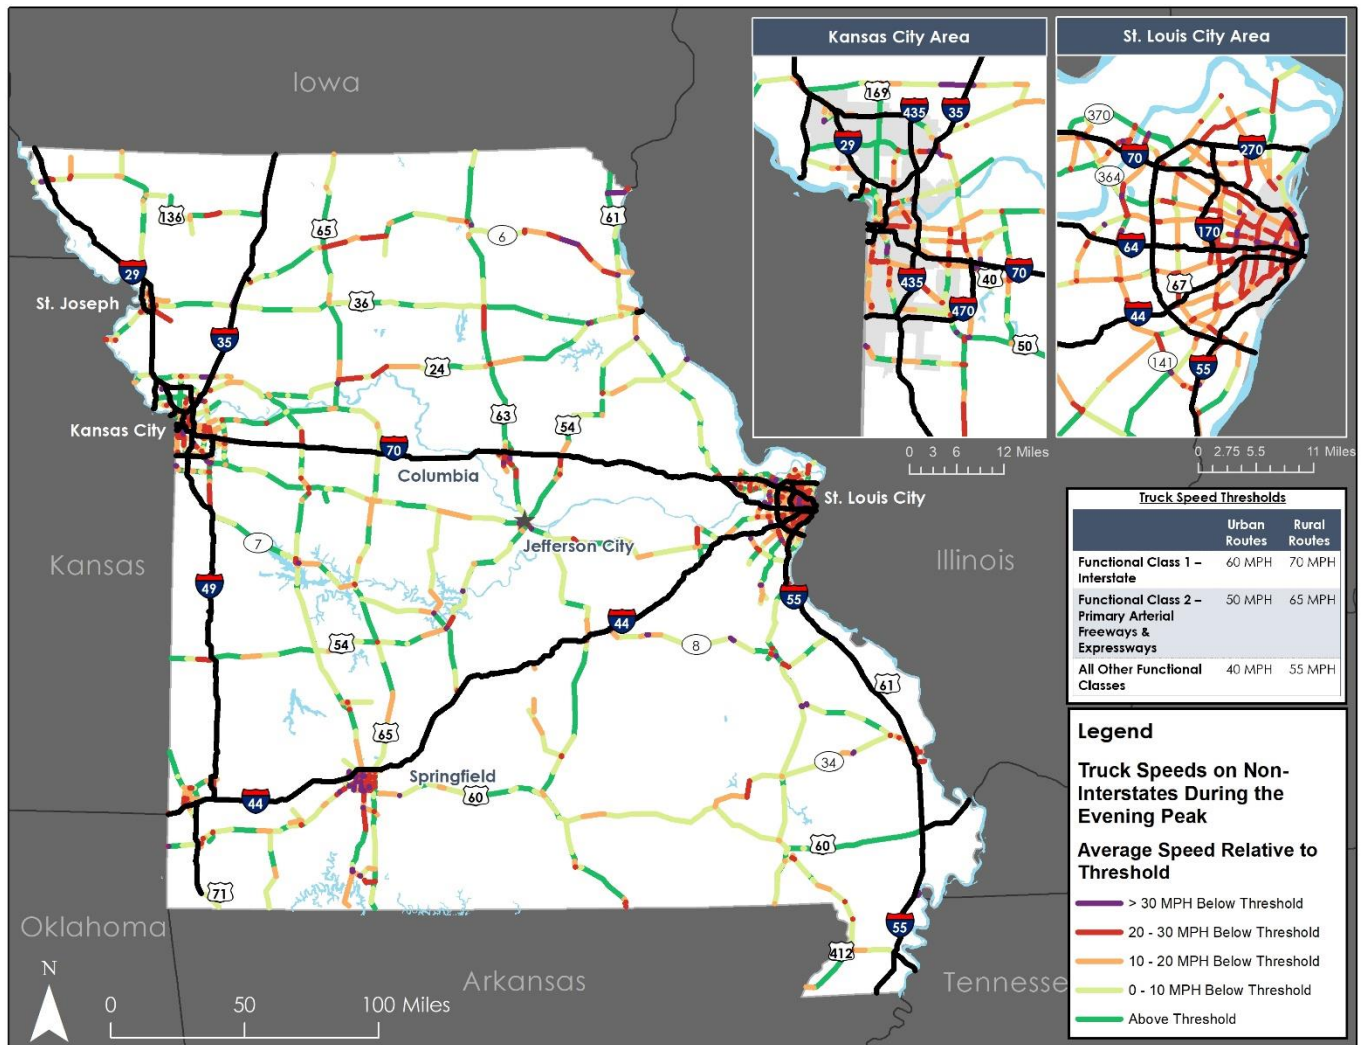 Kansas City Area
St. Louis City Area
169
435
35
29
435
70
40
470
50
370
70
270
364
170
64
67
44
141
55
0 3 6 12 Miles
0 2.75 5.5 11 Miles
Iowa
136
65
6
61
29
St. Joseph
36
35
24
63
54
Kansas City
70
Columbia
St. Louis City
7
Jefferson City
Kansas
Illinois
49
55
44
54
8
61
65
34
Springfield
60
44
60
71
Oklahoma
55
412
Arkansas
Tennesse
N
0 50 100 Miles
Truck Speed Thresholds
Urban Routes
Rural Routes
Functional Class 1 –
Interstate
60 MPH 70 MPH
Functional Class 2 –
Primary Arterial
Freeways &
Expressways
50 MPH 65 MPH
All Other Functional
Classes
40 MPH 55 MPH
Legend
Truck Speeds on Non-
Interstates During the
Evening Peak
Average Speed Relative to
Threshold
> 30 MPH Below Threshold
20 - 30 MPH Below Threshold
10 - 20 MPH Below Threshold
0 - 10 MPH Below Threshold
Above Threshold